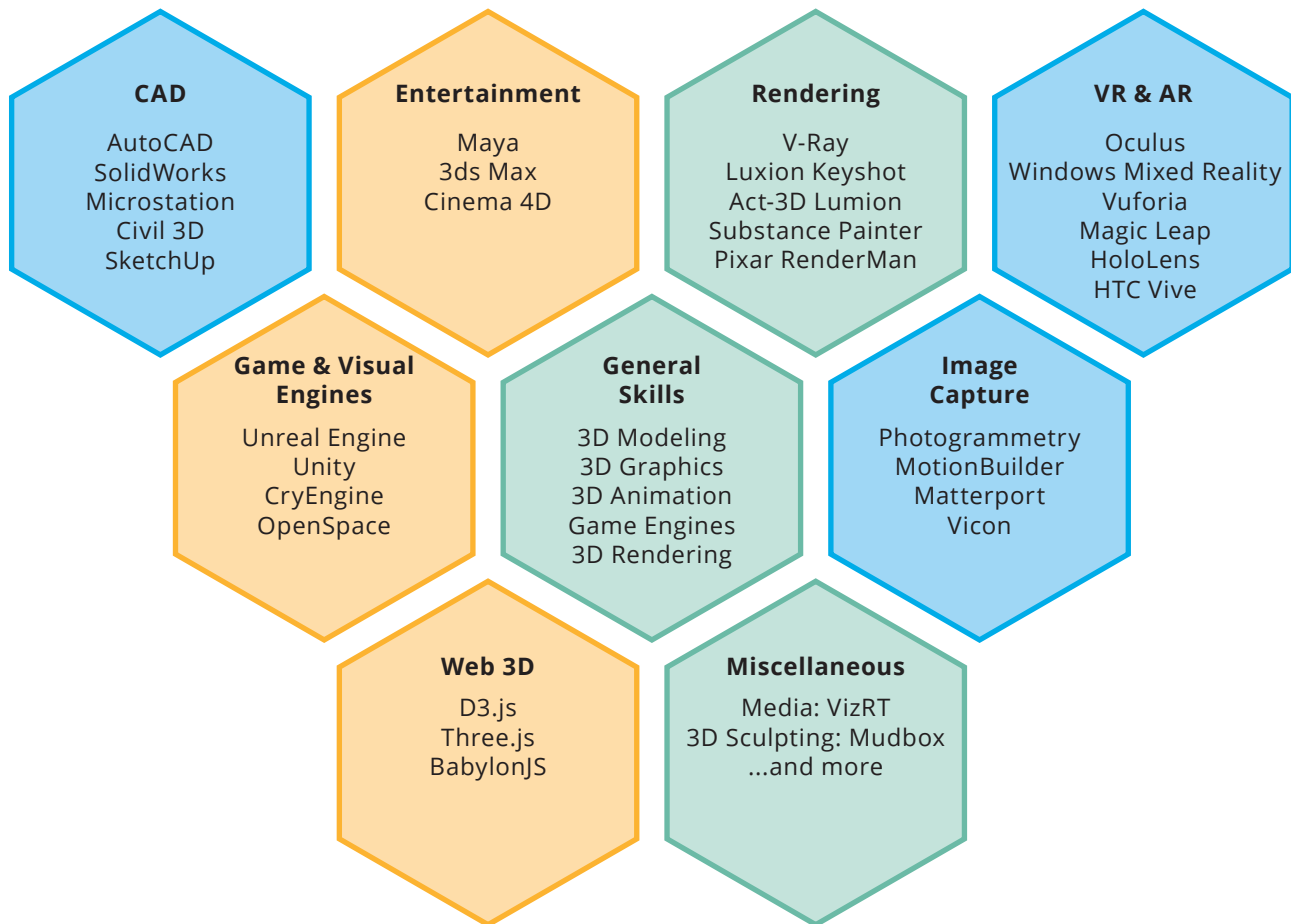 CAD
AutoCAD
SolidWorks
Microstation
Civil 3D
SketchUp
Entertainment
Maya
3ds Max
Cinema 4D
Rendering
V-Ray
Luxion Keyshot
Act-3D Lumion
Substance Painter
Pixar RenderMan
VR & AR
Oculus
Windows Mixed Reality
Vuforia
Magic Leap
HoloLens
HTC Vive
Game & Visual
Engines
Unreal Engine
Unity
CryEngine
OpenSpace
General
Skills
3D Modeling
3D Graphics
3D Animation
Game Engines
3D Rendering
Image
Capture
Photogrammetry
MotionBuilder
Matterport
Vicon
Web 3D
D3.js
Three.js
BabylonJS
Miscellaneous
Media: VizRT
3D Sculpting: Mudbox
...and more